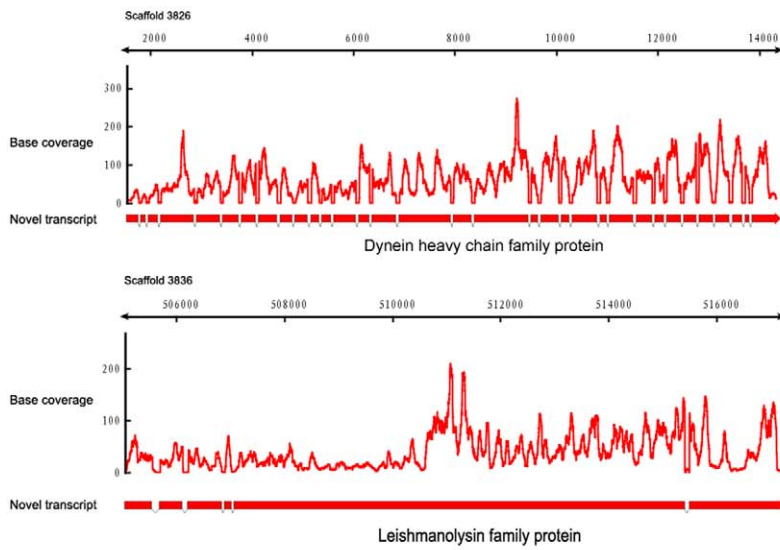 Scaffold 3826
2000 4000 6000 8000 10000 12000 14000
300
200
Base coverage
100
0
Novel transcript
Dynein heavy chain family protein
Scaffold 3836
506000 508000 510000 512000 514000 516000
200
Base coverage
100
0
Novel transcript
Leishmanolysin family protein